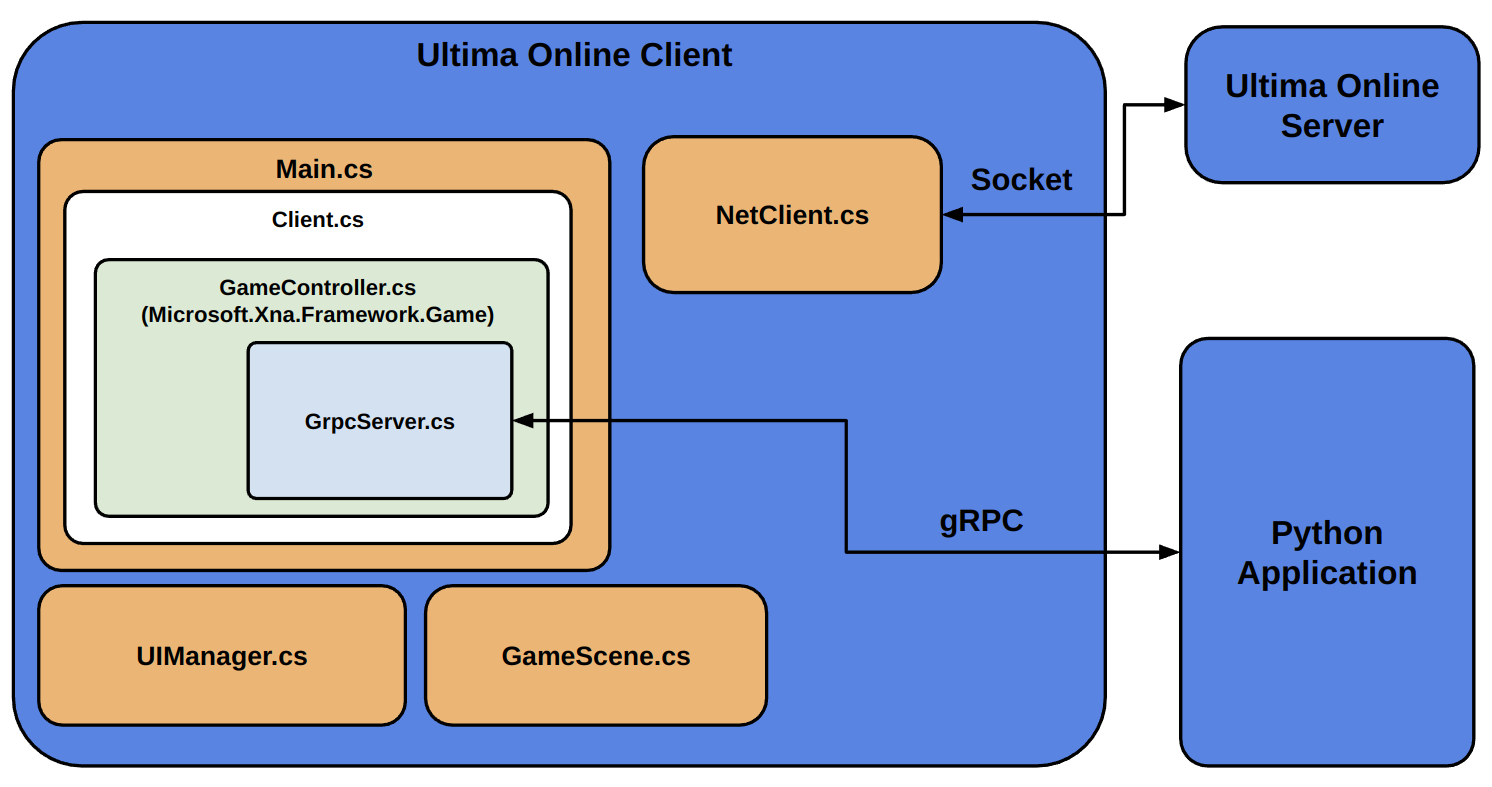 Ultima Online Client
Main.cs
Client.cs
GameController.cs
(Microsoft.Xna.Framework.Game)
GrpcServer.cs
NetClient.cs
Socket
Ultima Online
Server
gRPC
Python
Application
UIManager.cs
GameScene.cs